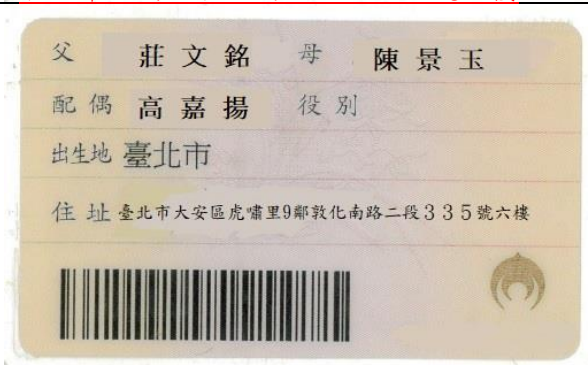 父 莊文銘 母 陳景玉
配偶 高嘉揚 役別
出生地 臺北市
住址 臺北市大安區虎嘯里9鄰敦化南路二段335號六樓